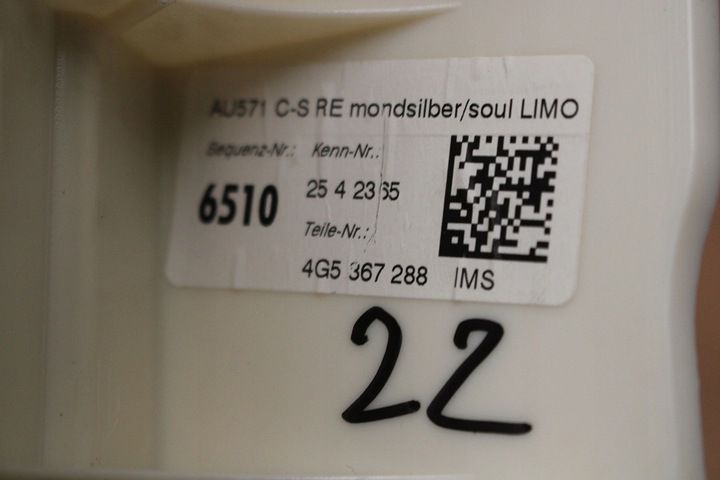 AU571 C-S RE mondsilber/soul LIMO
Sequenz-Nr.: Kenn-Nr.:
6510 25 4 2365
Teile-Nr.:
4G5 367 288 IMS
22